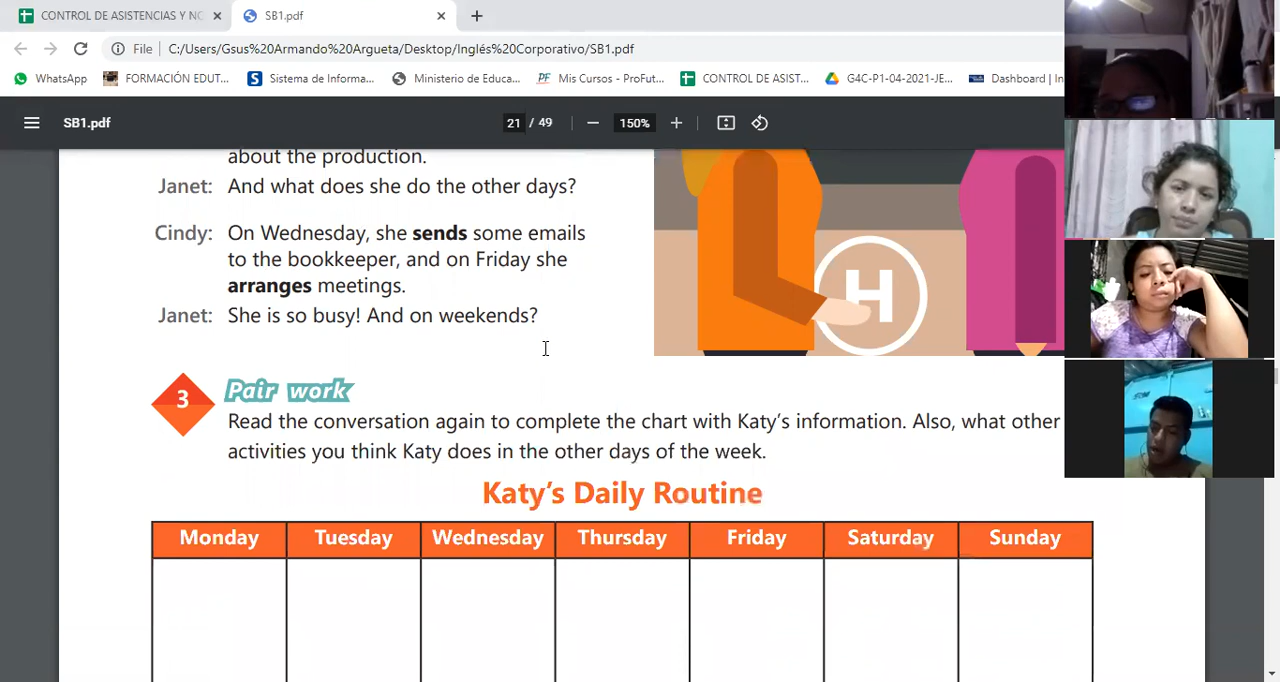 CONTROL DE ASISTENCIAS Y NO
SB1.pdf
File
C:/Users/Gsus%20Armando%20Argueta/Desktop/Inglés%20Corporativo/SB1.pdf
WhatsApp
FORMACIÓN EDUT...
Sistema de Informa...
Ministerio de Educa...
Mis Cursos - ProFut...
CONTROL DE ASIST...
G4C-P1-04-2021-JE...
Dashboard | In
SB1.pdf
21 / 49
150%
about the production.
Janet: And what does she do the other days?
Cindy: On Wednesday, she sends some emails
to the bookkeeper, and on Friday she
arranges meetings.
Janet: She is so busy! And on weekends?
H
3
Pair work
Read the conversation again to complete the chart with Katy's information. Also, what other
activities you think Katy does in the other days of the week.
Katy's Daily Routine
Monday Tuesday Wednesday Thursday Friday Saturday Sunday